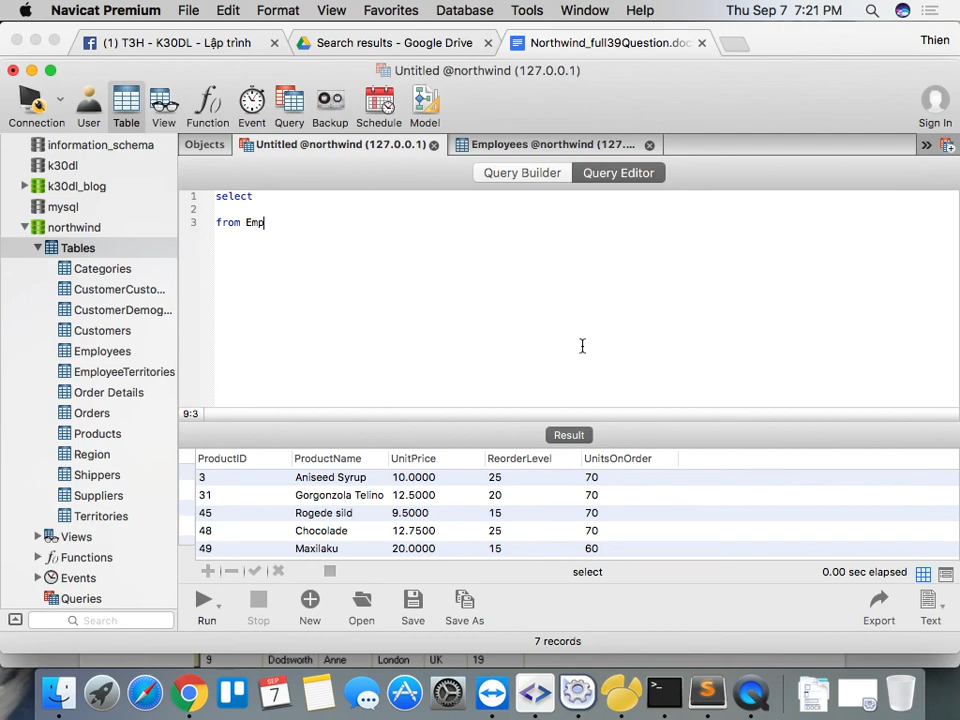 Navicat Premium File Edit Format View Favorites Database Tools Window Help Thu Sep 7 7:21 PM
(1) T3H - K30DL - Lập trình
Search results - Google Drive
Northwind_full39Question.doc
Thien
Untitled @northwind (127.0.0.1)
Connection User Table View Function Event Query Backup Schedule Model Sign In
Objects Untitled @northwind (127.0.0.1) Employees @northwind (127....
Query Builder Query Editor
information_schema
k30dl
k30dl_blog
mysql
northwind
Tables
Categories
CustomerCusto...
CustomerDemog...
Customers
Employees
EmployeeTerritories
Order Details
Orders
Products
Region
Shippers
Suppliers
Territories
Views
Functions
Events
Queries
Search
1 select
2
3 from Emp
9:3
Result
ProductID ProductName UnitPrice ReorderLevel UnitsOnOrder
3 Aniseed Syrup 10.0000 25 70
31 Gorgonzola Telino 12.5000 20 70
45 Rogede sild 9.5000 15 70
48 Chocolade 12.7500 25 70
49 Maxilaku 20.0000 15 60
select 0.00 sec elapsed
Run Stop New Open Save Save As Export Text
7 records
9 Dodsworth Anne London UK 19
SEP
7